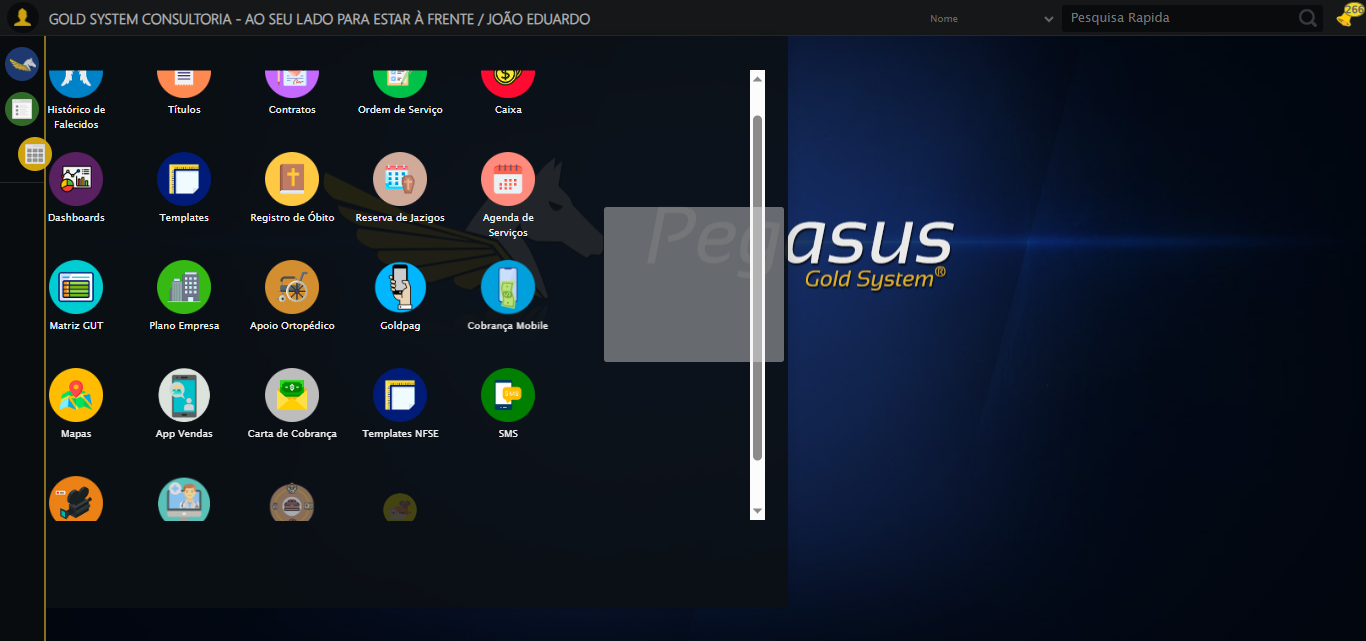 GOLD SYSTEM CONSULTORIA - AO SEU LADO PARA ESTAR À FRENTE / JOÃO EDUARDO
Nome
Pesquisa Rapida
266
Histórico de
Falecidos
Títulos
Contratos
Ordem de Serviço
Caixa
Dashboards
Templates
Registro de Óbito
Reserva de Jazigos
Agenda de
Serviços
Pegasus
Gold System®
Matriz GUT
Plano Empresa
Apoio Ortopédico
Goldpag
Cobrança Mobile
Mapas
App Vendas
Carta de Cobrança
Templates NFSE
SMS
SMS